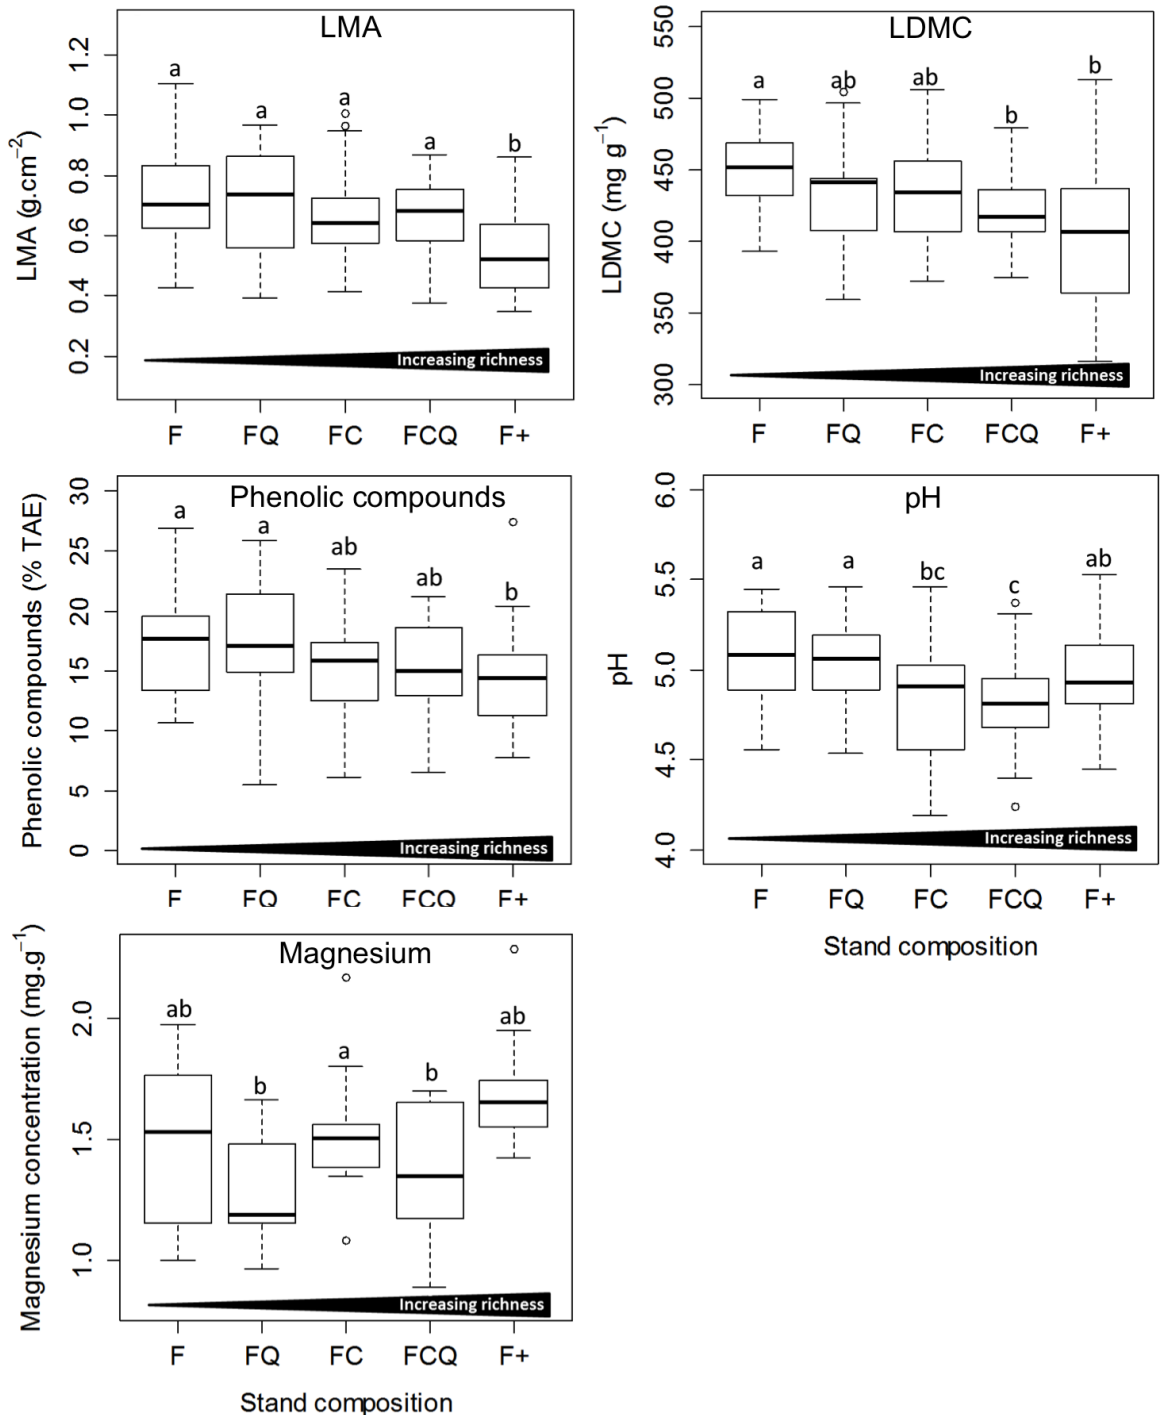 LMA
LMA (g.cm⁻²)
1.2
1.0
0.8
0.6
0.4
0.2
a
a
a
a
b
Increasing richness
F FQ FC FCQ F+
LDMC
LDMC (mg g⁻¹)
550
500
450
400
350
300
a
ab
ab
b
b
Increasing richness
F FQ FC FCQ F+
Phenolic compounds
Phenolic compounds (% TAE)
30
25
20
15
10
5
0
a
a
ab
ab
b
Increasing richness
F FQ FC FCQ F+
pH
pH
6.0
5.5
5.0
4.5
4.0
a
a
bc
c
ab
Increasing richness
F FQ FC FCQ F+
Stand composition
Magnesium
Magnesium concentration (mg.g⁻¹)
2.0
1.5
1.0
ab
b
a
b
ab
Increasing richness
F FQ FC FCQ F+
Stand composition